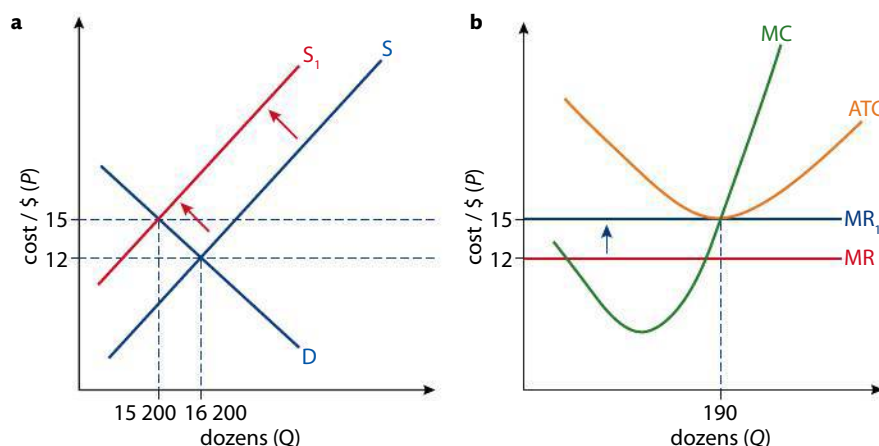 a
S₁
S
cost / $ (P)
15
12
D
15 200 16 200
dozens (Q)
b
MC
ATC
cost / $ (P)
15
MR₁
12
MR
190
dozens (Q)